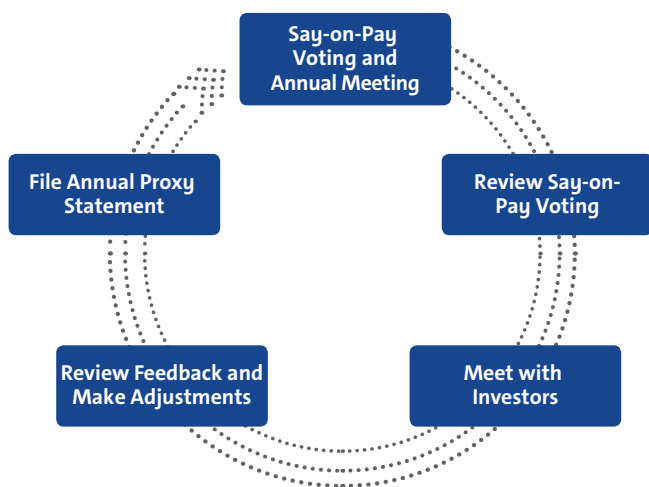 Say-on-Pay
Voting and
Annual Meeting
Review Say-on-
Pay Voting
Meet with
Investors
Review Feedback and
Make Adjustments
File Annual Proxy
Statement